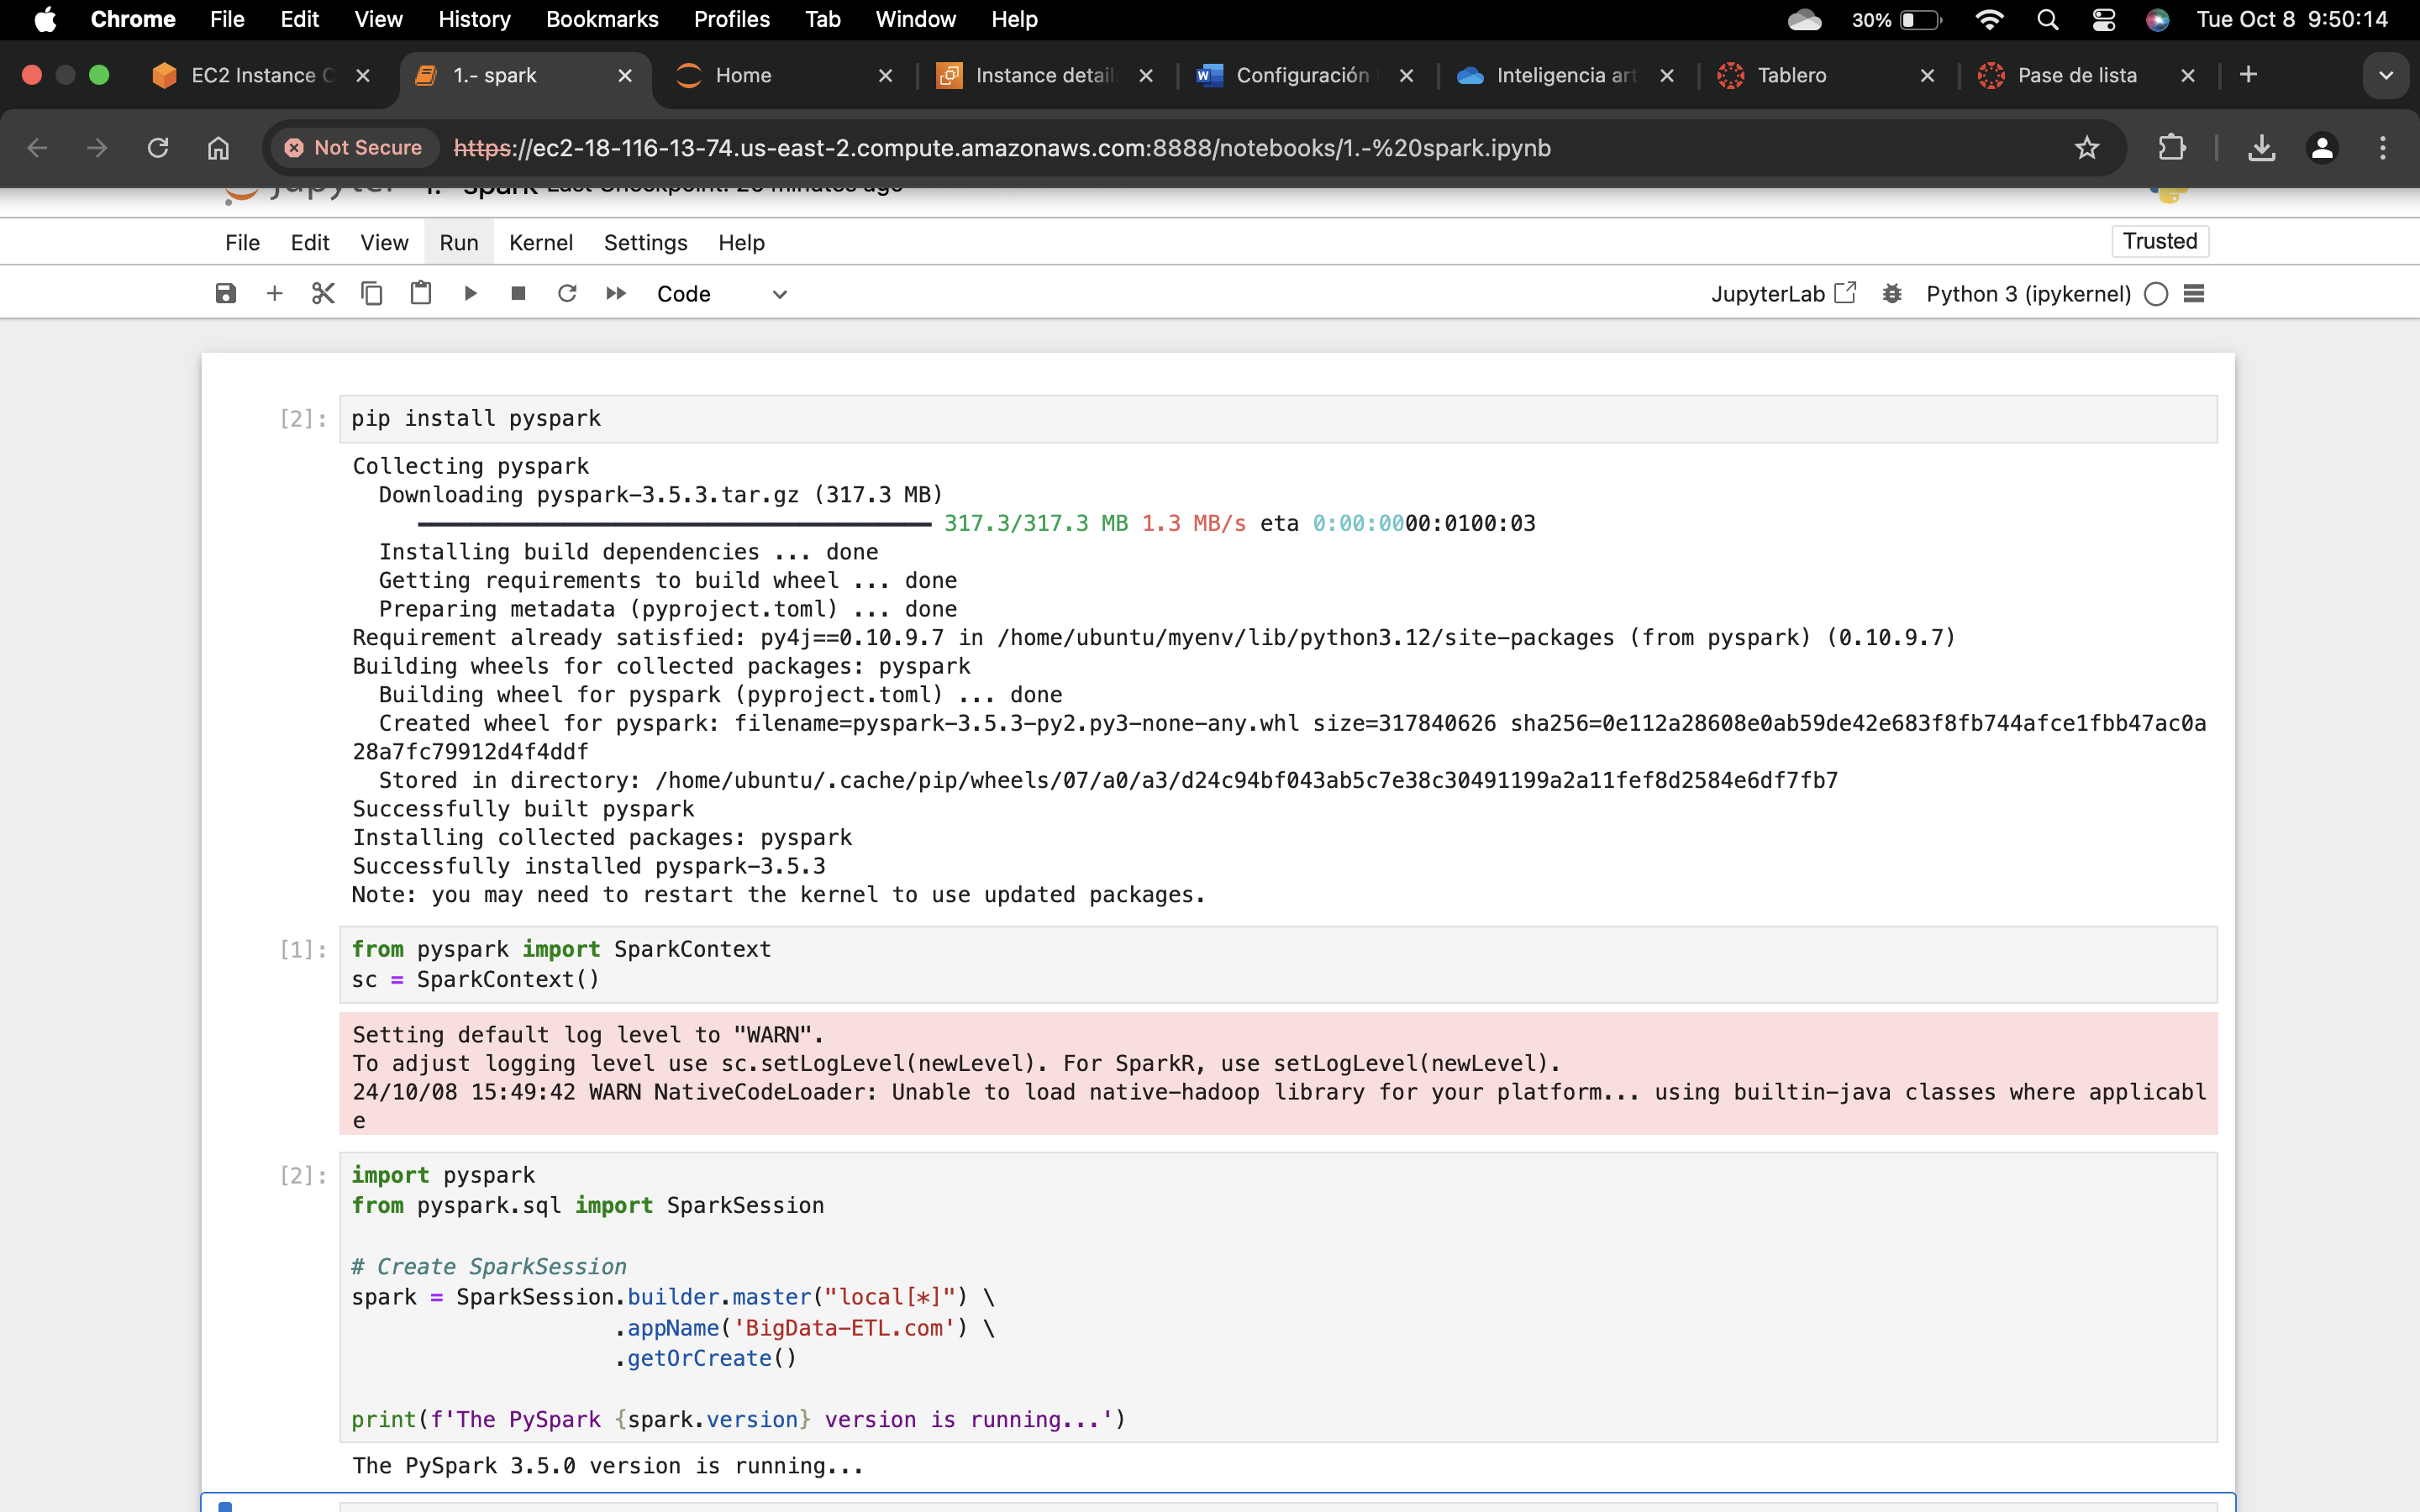 Chrome File Edit View History Bookmarks Profiles Tab Window Help 30% Tue Oct 8 9:50:14
EC2 Instance C 1.- spark Home Instance detail Configuración Inteligencia art Tablero Pase de lista
Not Secure https://ec2-18-116-13-74.us-east-2.compute.amazonaws.com:8888/notebooks/1.-%20spark.ipynb
jupyter 1.- spark Last Checkpoint: 20 minutes ago
File Edit View Run Kernel Settings Help Trusted
Code JupyterLab Python 3 (ipykernel)
[2]: pip install pyspark
Collecting pyspark
Downloading pyspark-3.5.3.tar.gz (317.3 MB)
317.3/317.3 MB 1.3 MB/s eta 0:00:0000:0100:03
Installing build dependencies ... done
Getting requirements to build wheel ... done
Preparing metadata (pyproject.toml) ... done
Requirement already satisfied: py4j==0.10.9.7 in /home/ubuntu/myenv/lib/python3.12/site-packages (from pyspark) (0.10.9.7)
Building wheels for collected packages: pyspark
Building wheel for pyspark (pyproject.toml) ... done
Created wheel for pyspark: filename=pyspark-3.5.3-py2.py3-none-any.whl size=317840626 sha256=0e112a28608e0ab59de42e683f8fb744afce1fbb47ac0a
28a7fc79912d4f4ddf
Stored in directory: /home/ubuntu/.cache/pip/wheels/07/a0/a3/d24c94bf043ab5c7e38c30491199a2a11fef8d2584e6df7fb7
Successfully built pyspark
Installing collected packages: pyspark
Successfully installed pyspark-3.5.3
Note: you may need to restart the kernel to use updated packages.
[1]: from pyspark import SparkContext
sc = SparkContext()
Setting default log level to "WARN".
To adjust logging level use sc.setLogLevel(newLevel). For SparkR, use setLogLevel(newLevel).
24/10/08 15:49:42 WARN NativeCodeLoader: Unable to load native-hadoop library for your platform... using builtin-java classes where applicabl
e
[2]: import pyspark
from pyspark.sql import SparkSession
# Create SparkSession
spark = SparkSession.builder.master("local[*]") \
.appName('BigData-ETL.com') \
.getOrCreate()
print(f'The PySpark {spark.version} version is running...')
The PySpark 3.5.0 version is running...